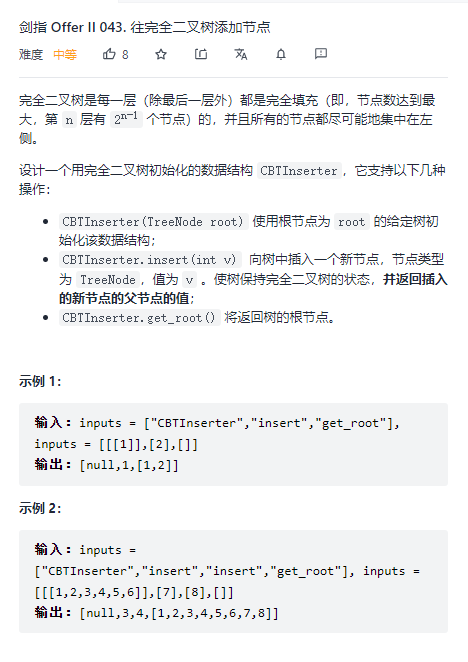 剑指 Offer II 043. 往完全二叉树添加节点
难度 中等 8
完全二叉树是每一层（除最后一层外）都是完全填充（即，节点数达到最
大，第 n 层有 2^{n-1} 个节点）的，并且所有的节点都尽可能地集中在左
侧。
设计一个用完全二叉树初始化的数据结构 CBTInserter，它支持以下几种
操作：
• CBTInserter(TreeNode root) 使用根节点为 root 的给定树初
始化该数据结构；
• CBTInserter.insert(int v) 向树中插入一个新节点，节点类型
为 TreeNode，值为 v 。使树保持完全二叉树的状态，并返回插入
的新节点的父节点的值；
• CBTInserter.get_root() 将返回树的根节点。
示例 1：
输入：inputs = ["CBTInserter","insert","get_root"],
inputs = [[[1]],[2],[]]
输出：[null,1,[1,2]]
示例 2：
输入：inputs =
["CBTInserter","insert","insert","get_root"], inputs =
[[[1,2,3,4,5,6]],[7],[8],[]]
输出：[null,3,4,[1,2,3,4,5,6,7,8]]